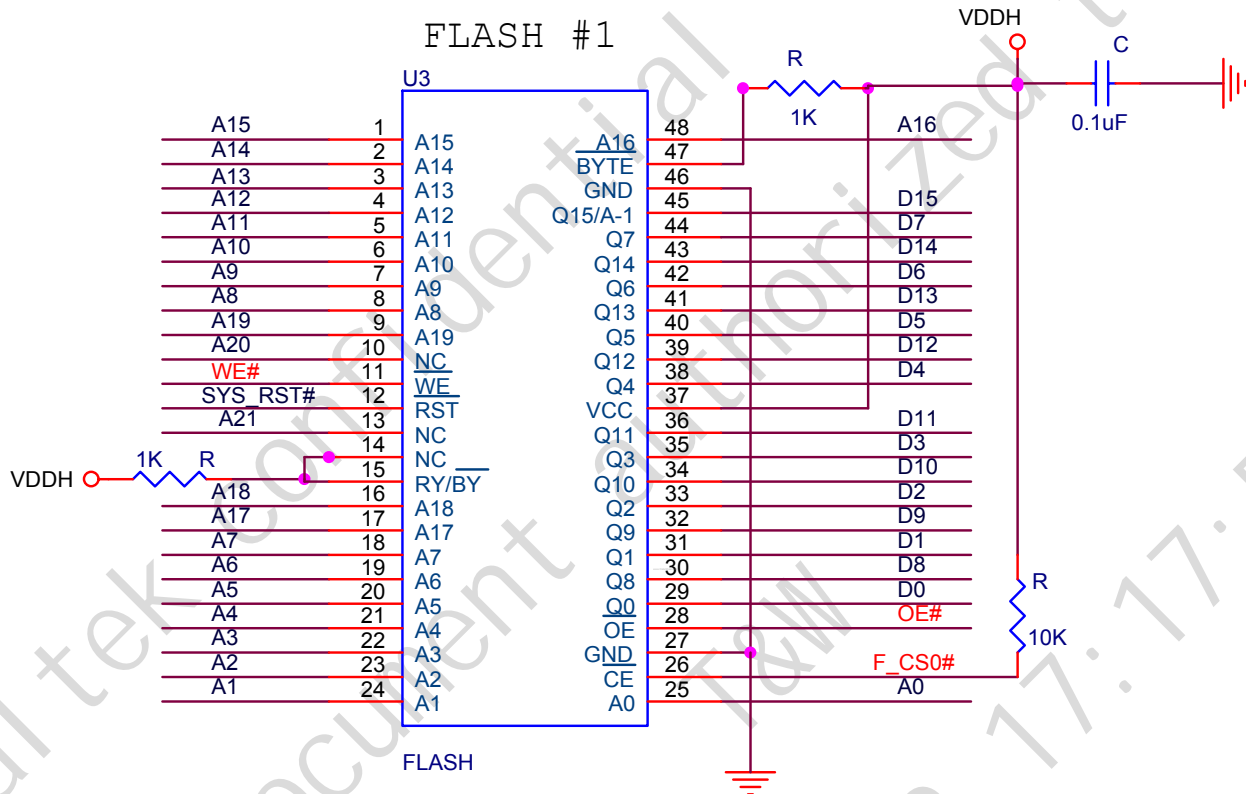 FLASH #1
VDDH
C
0.1uF
R
1K
U3
A15 1 A15
A14 2 A14
A13 3 A13
A12 4 A12
A11 5 A11
A10 6 A10
A9 7 A9
A8 8 A8
A19 9 A19
A20 10 NC
WE# 11 WE
SYS_RST# 12 RST
A21 13 NC
14 NC
15 RY/BY
VDDH 1K R
A18 16 A18
A17 17 A17
A7 18 A7
A6 19 A6
A5 20 A5
A4 21 A4
A3 22 A3
A2 23 A2
A1 24 A1
A16 48 A16
BYTE 47
GND 46
Q15/A-1 45 D15
Q7 44 D7
Q14 43 D14
Q6 42 D6
Q13 41 D13
Q5 40 D5
Q12 39 D12
Q4 38 D4
VCC 37
Q11 36 D11
Q3 35 D3
Q10 34 D10
Q2 33 D2
Q9 32 D9
Q1 31 D1
Q8 30 D8
Q0 29 D0
OE 28 OE#
GND 27
CE 26 F_CS0#
A0 25 A0
R
10K
FLASH
tek confidential
document authorized t
T&W
17:17: